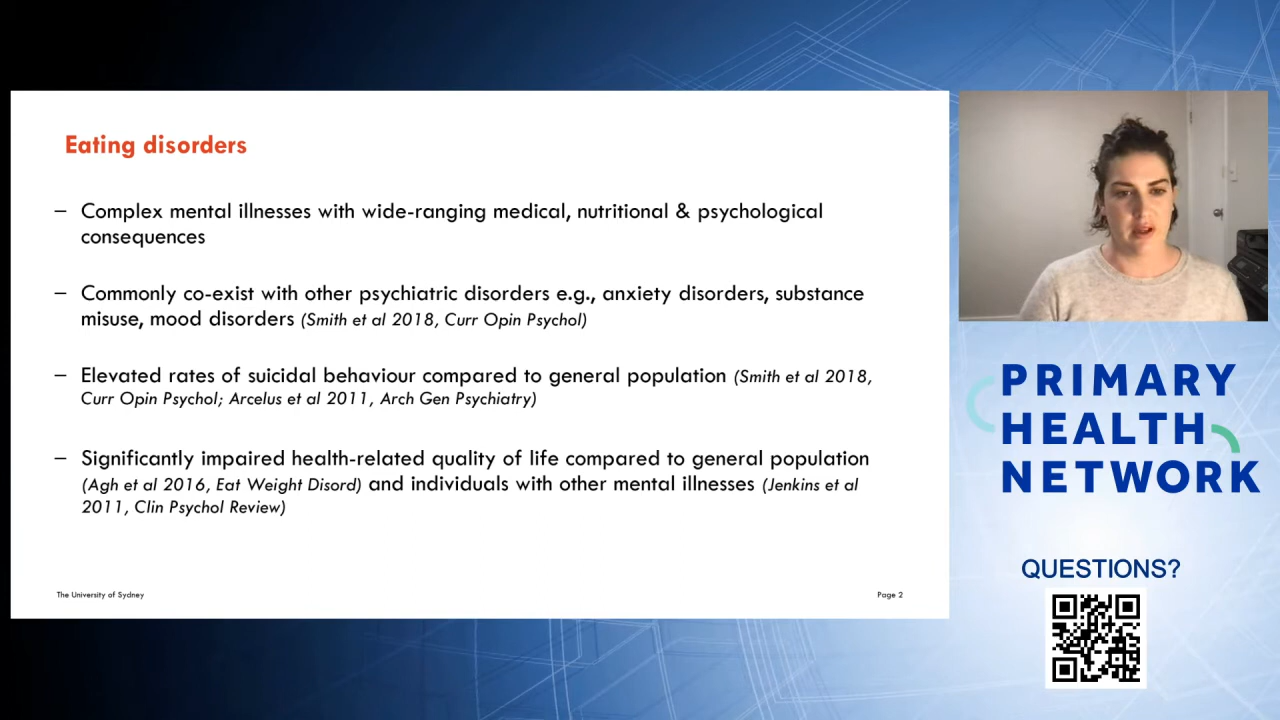 Eating disorders
– Complex mental illnesses with wide-ranging medical, nutritional & psychological
consequences
– Commonly co-exist with other psychiatric disorders e.g., anxiety disorders, substance
misuse, mood disorders (Smith et al 2018, Curr Opin Psychol)
– Elevated rates of suicidal behaviour compared to general population (Smith et al 2018,
Curr Opin Psychol; Arcelus et al 2011, Arch Gen Psychiatry)
– Significantly impaired health-related quality of life compared to general population
(Agh et al 2016, Eat Weight Disord) and individuals with other mental illnesses (Jenkins et al
2011, Clin Psychol Review)
The University of Sydney
Page 2
PRIMARY
HEALTH
NETWORK
QUESTIONS?